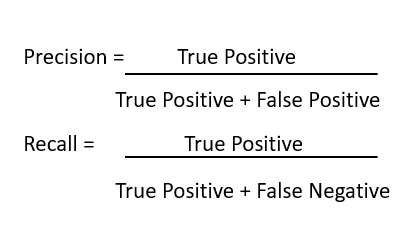 Precision = True Positive
True Positive + False Positive
Recall = True Positive
True Positive + False Negative